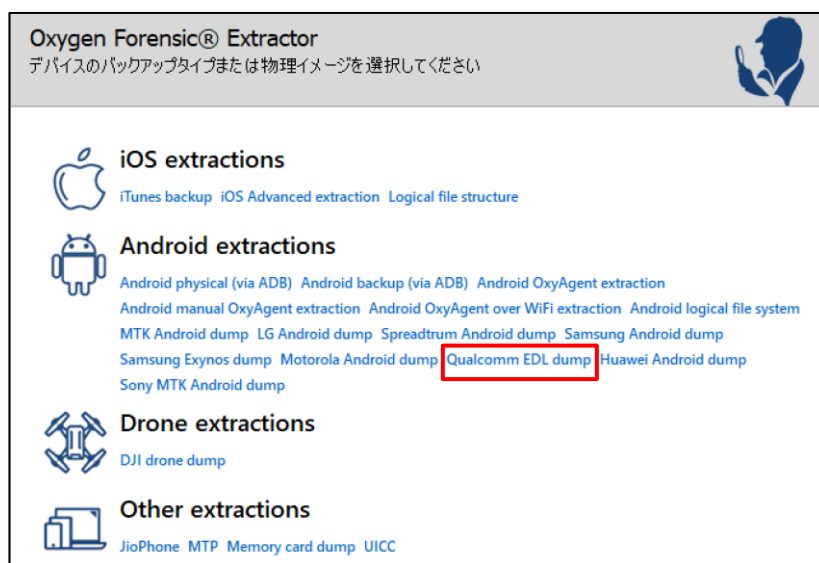 Oxygen Forensic® Extractor
デバイスのバックアップタイプまたは物理イメージを選択してください
iOS extractions
iTunes backup iOS Advanced extraction Logical file structure
Android extractions
Android physical (via ADB) Android backup (via ADB) Android OxyAgent extraction
Android manual OxyAgent extraction Android OxyAgent over WiFi extraction Android logical file system
MTK Android dump LG Android dump Spreadtrum Android dump Samsung Android dump
Samsung Exynos dump Motorola Android dump Qualcomm EDL dump Huawei Android dump
Sony MTK Android dump
Drone extractions
DJI drone dump
Other extractions
JioPhone MTP Memory card dump UICC